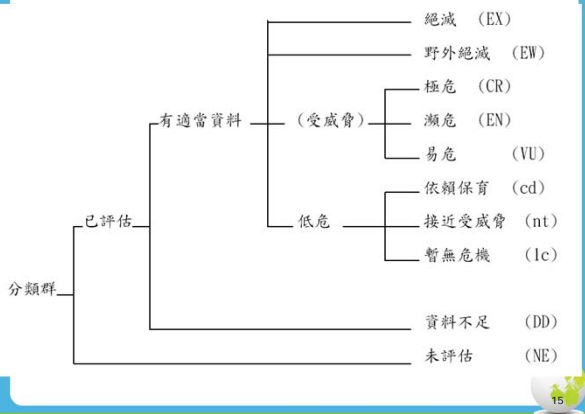 絕滅 (EX)
野外絕滅 (EW)
極危 (CR)
有適當資料 (受威脅) 瀕危 (EN)
易危 (VU)
依賴保育 (cd)
已評估 低危 接近受威脅 (nt)
暫無危機 (lc)
分類群
資料不足 (DD)
未評估 (NE)
15